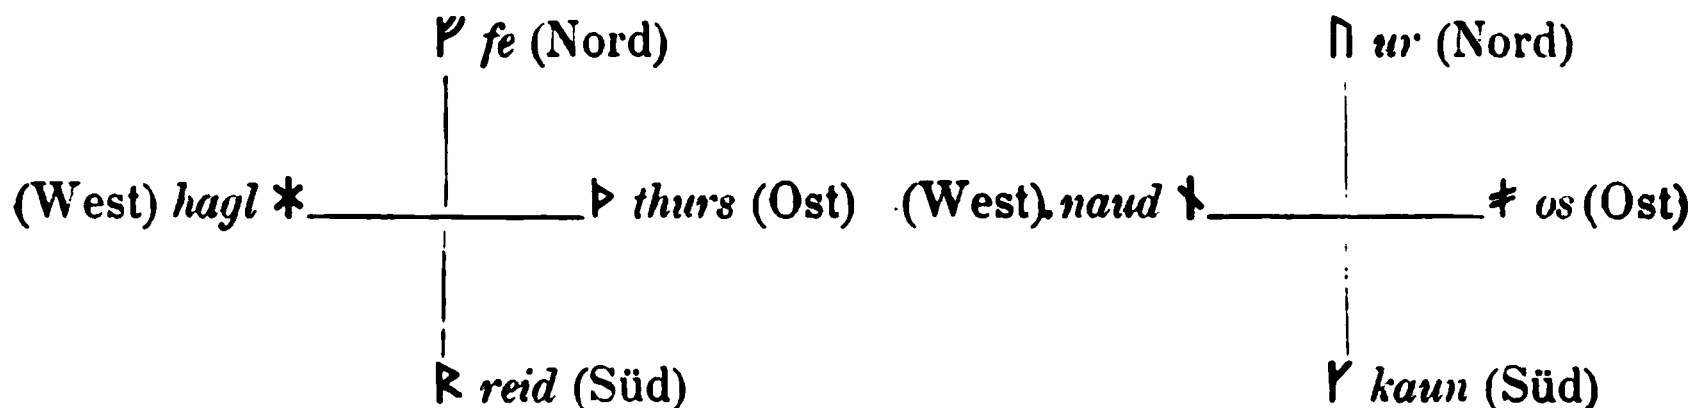 ᚠ fe (Nord) ᚢ ur (Nord)
(West) hagl ᚼ ᚦ thurs (Ost) (West) naud ᚾ ᚬ os (Ost)
ᚱ reid (Süd) ᚴ kaun (Süd)